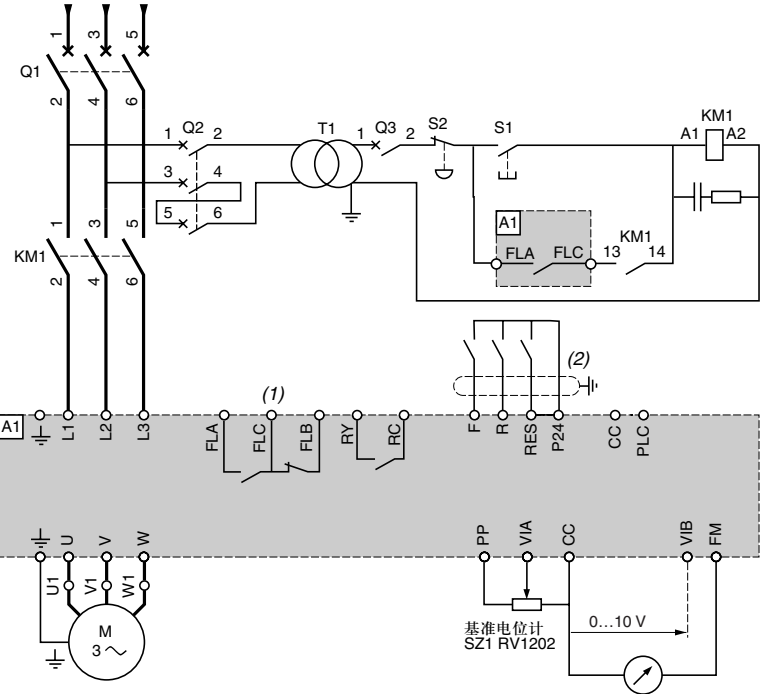 1 3 5
Q1
2 4 6
1 Q2 2 T1 1 Q3 2 S2 S1 KM1
A1 A2
3 4
5 6
1 3 5
KM1
2 4 6
A1
FLA FLC 13 KM1 14
(1) (2)
A1 L1 L2 L3 FLA FLC FLB RY RC F R RES P24 CC PLC
U V W PP VIA CC VIB FM
U1 V1 W1
M
3
基准电位计
SZ1 RV1202
0...10 V